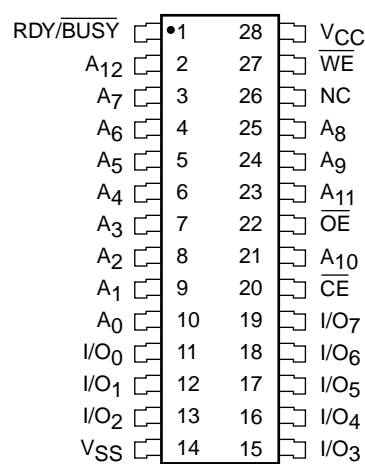 RDY/BUSY •1 28 VCC
A12 2 27 WE
A7 3 26 NC
A6 4 25 A8
A5 5 24 A9
A4 6 23 A11
A3 7 22 OE
A2 8 21 A10
A1 9 20 CE
A0 10 19 I/O7
I/O0 11 18 I/O6
I/O1 12 17 I/O5
I/O2 13 16 I/O4
VSS 14 15 I/O3